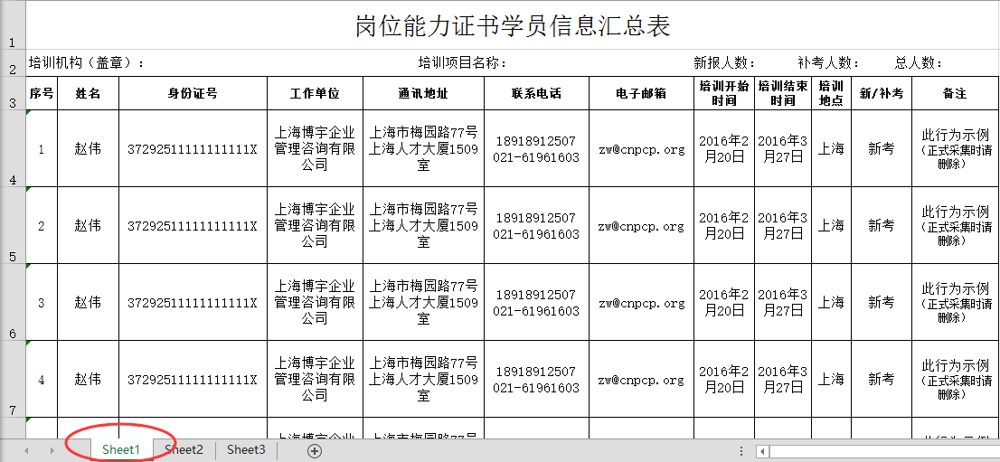 岗位能力证书学员信息汇总表
1
培训机构（盖章）： 培训项目名称： 新报人数： 补考人数： 总人数：
2
序号 姓名 身份证号 工作单位 通讯地址 联系电话 电子邮箱 培训开始时间 培训结束时间 培训地点 新/补考 备注
3
1 赵伟 37292511111111111X 上海博宇企业管理咨询有限公司 上海市梅园路77号上海人才大厦1509室 18918912507 021-61961603 zw@cnpcp.org 2016年2月20日 2016年3月27日 上海 新考 此行为示例（正式采集时请删除）
4
2 赵伟 37292511111111111X 上海博宇企业管理咨询有限公司 上海市梅园路77号上海人才大厦1509室 18918912507 021-61961603 zw@cnpcp.org 2016年2月20日 2016年3月27日 上海 新考 此行为示例（正式采集时请删除）
5
3 赵伟 37292511111111111X 上海博宇企业管理咨询有限公司 上海市梅园路77号上海人才大厦1509室 18918912507 021-61961603 zw@cnpcp.org 2016年2月20日 2016年3月27日 上海 新考 此行为示例（正式采集时请删除）
6
4 赵伟 37292511111111111X 上海博宇企业管理咨询有限公司 上海市梅园路77号上海人才大厦1509室 18918912507 021-61961603 zw@cnpcp.org 2016年2月20日 2016年3月27日 上海 新考 此行为示例（正式采集时请删除）
7
Sheet1 Sheet2 Sheet3